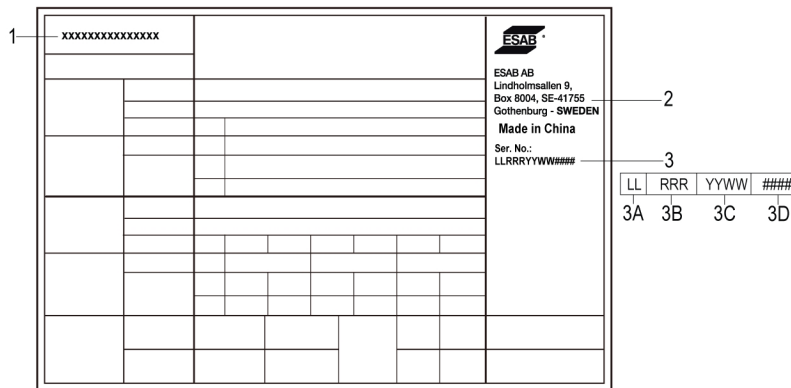 1
xxxxxxxxxxxxxxx
ESAB
ESAB AB
Lindholmsallen 9,
Box 8004, SE-41755
Gothenburg - SWEDEN
2
Made in China
Ser. No.:
LLRRRYYWW####
3
LL RRR YYWW ####
3A 3B 3C 3D